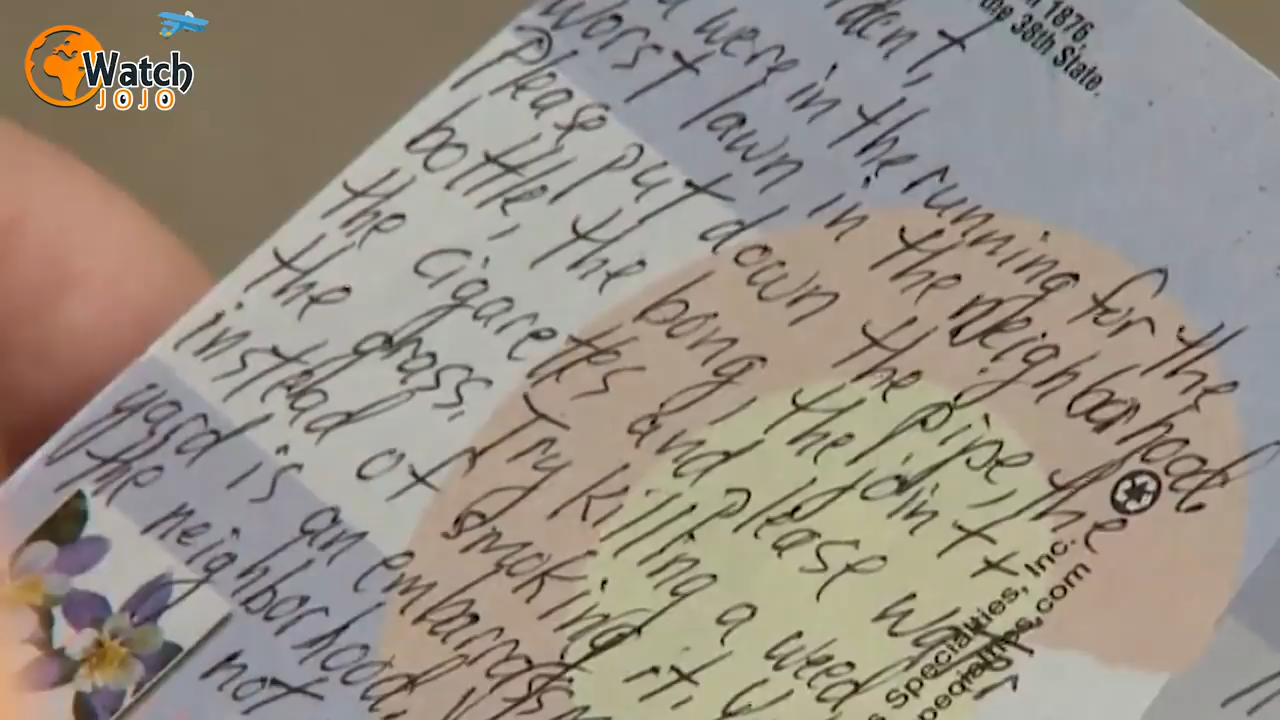 Watch
JOJO
1876,
the 38th State.
were in the running for the
worst lawn in the neighborhood.
Please put down the pipe, the
bottle, the bong, the joint +
the cigarettes and please water
the grass. Try killing a weed
instead of smoking it.
yard is an embarrass
the neighborhood.
not
Specialties, Inc.
.com